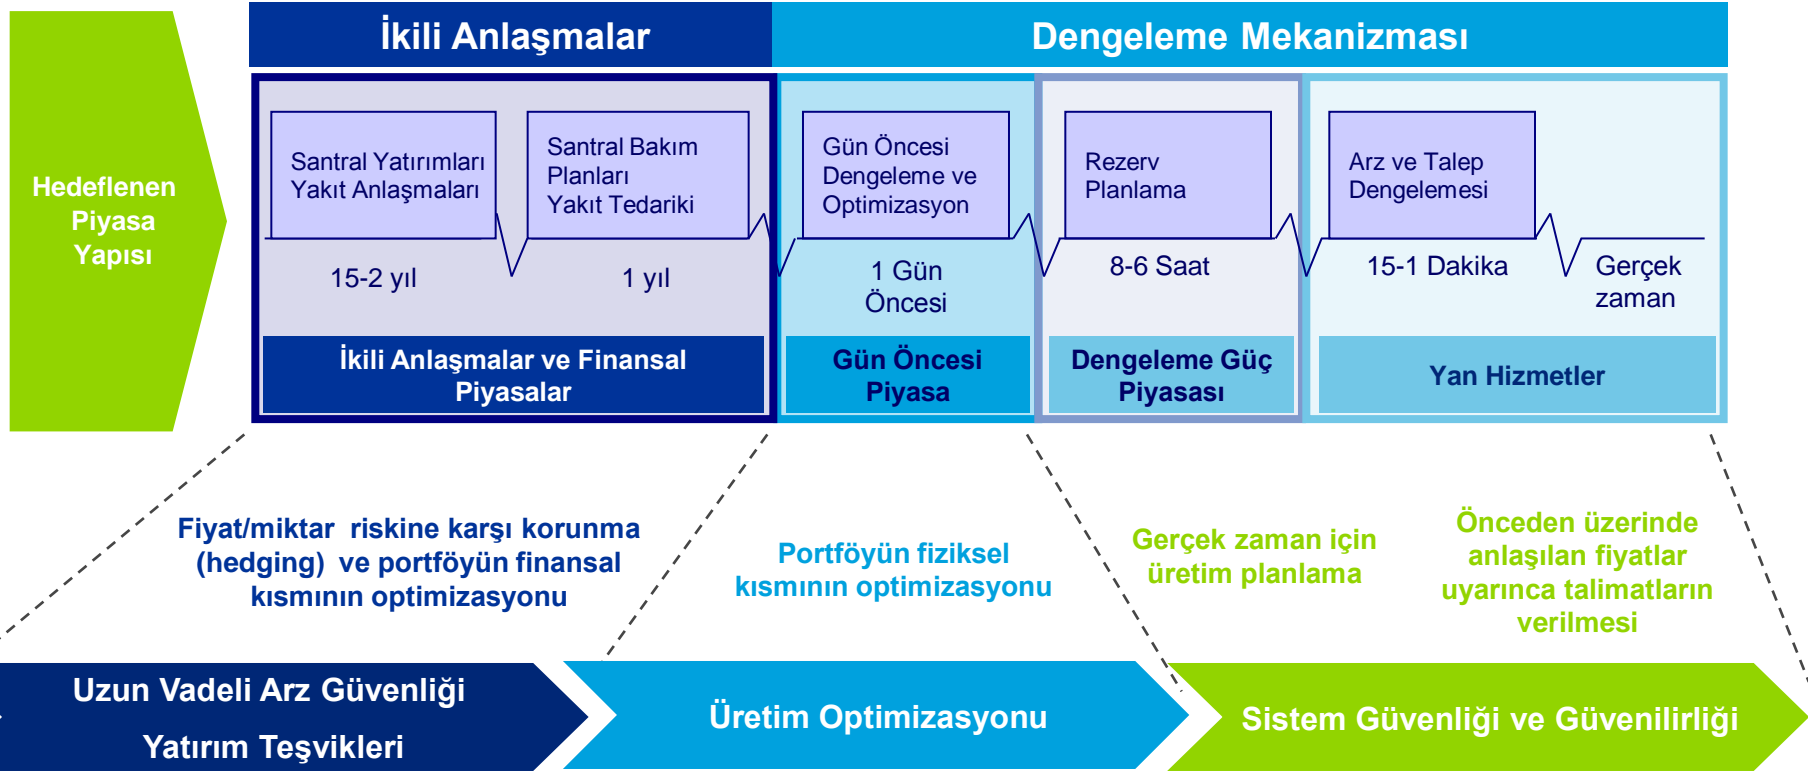 İkili Anlaşmalar
Dengeleme Mekanizması
Hedeflenen
Piyasa
Yapısı
Santral Yatırımları
Yakıt Anlaşmaları
Santral Bakım
Planları
Yakıt Tedariki
Gün Öncesi
Dengeleme ve
Optimizasyon
Rezerv
Planlama
Arz ve Talep
Dengelemesi
15-2 yıl
1 yıl
1 Gün
Öncesi
8-6 Saat
15-1 Dakika
Gerçek
zaman
İkili Anlaşmalar ve Finansal
Piyasalar
Gün Öncesi
Piyasa
Dengeleme Güç
Piyasası
Yan Hizmetler
Fiyat/miktar riskine karşı korunma
(hedging) ve portföyün finansal
kısmının optimizasyonu
Portföyün fiziksel
kısmının optimizasyonu
Gerçek zaman için
üretim planlama
Önceden üzerinde
anlaşılan fiyatlar
uyarınca talimatların
verilmesi
Uzun Vadeli Arz Güvenliği
Yatırım Teşvikleri
Üretim Optimizasyonu
Sistem Güvenliği ve Güvenilirliği